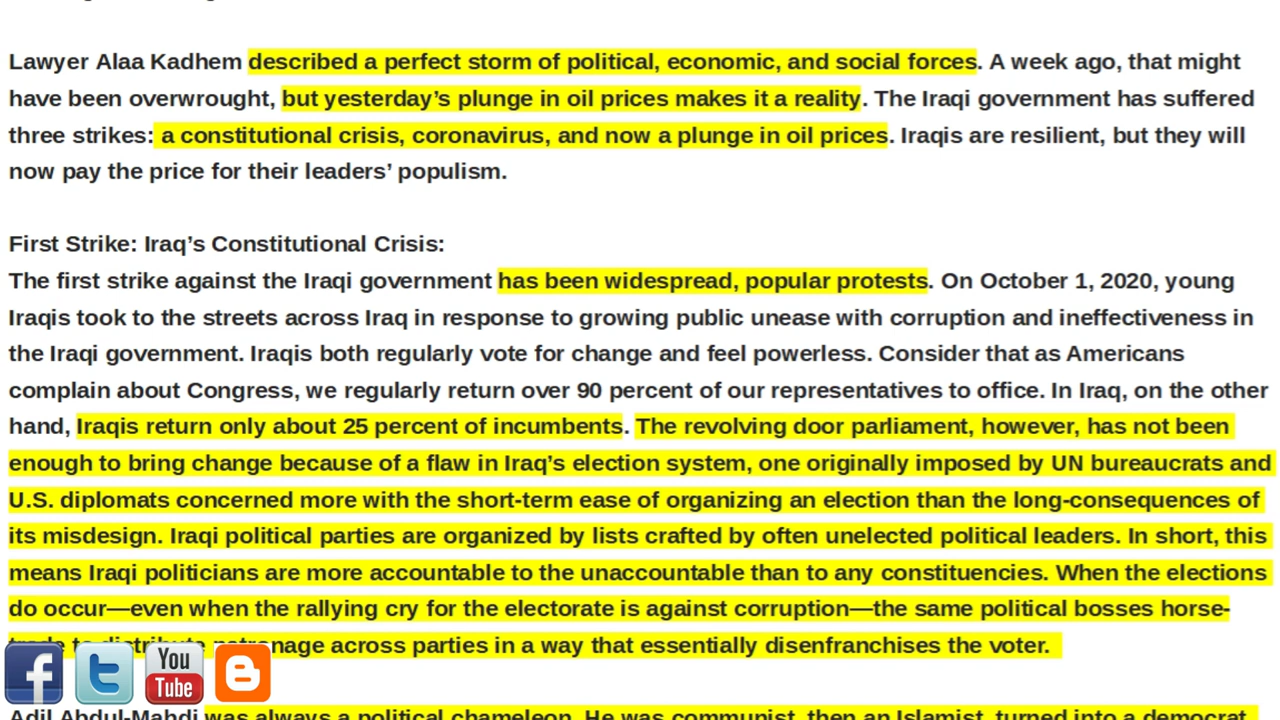 Lawyer Alaa Kadhem described a perfect storm of political, economic, and social forces. A week ago, that might
have been overwrought, but yesterday’s plunge in oil prices makes it a reality. The Iraqi government has suffered
three strikes: a constitutional crisis, coronavirus, and now a plunge in oil prices. Iraqis are resilient, but they will
now pay the price for their leaders’ populism.
First Strike: Iraq’s Constitutional Crisis:
The first strike against the Iraqi government has been widespread, popular protests. On October 1, 2020, young
Iraqis took to the streets across Iraq in response to growing public unease with corruption and ineffectiveness in
the Iraqi government. Iraqis both regularly vote for change and feel powerless. Consider that as Americans
complain about Congress, we regularly return over 90 percent of our representatives to office. In Iraq, on the other
hand, Iraqis return only about 25 percent of incumbents. The revolving door parliament, however, has not been
enough to bring change because of a flaw in Iraq’s election system, one originally imposed by UN bureaucrats and
U.S. diplomats concerned more with the short-term ease of organizing an election than the long-consequences of
its misdesign. Iraqi political parties are organized by lists crafted by often unelected political leaders. In short, this
means Iraqi politicians are more accountable to the unaccountable than to any constituencies. When the elections
do occur—even when the rallying cry for the electorate is against corruption—the same political bosses horse-
trade to distribute patronage across parties in a way that essentially disenfranchises the voter.
You
Tube
Adil Abdul-Mahdi was always a political chameleon. He was communist, then an Islamist, turned into a democrat